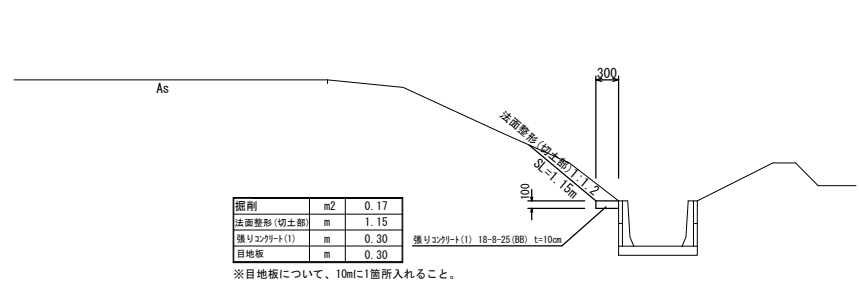 300
As
法面整形(切土部)1:1.2
SL=1.15m
100
掘削 m2 0.17
法面整形(切土部) m 1.15
張りコンクリート(1) m 0.30
目地板 m 0.30
張りコンクリート(1) 18-8-25(BB) t=10cm
※目地板について、10mに1箇所入れること。